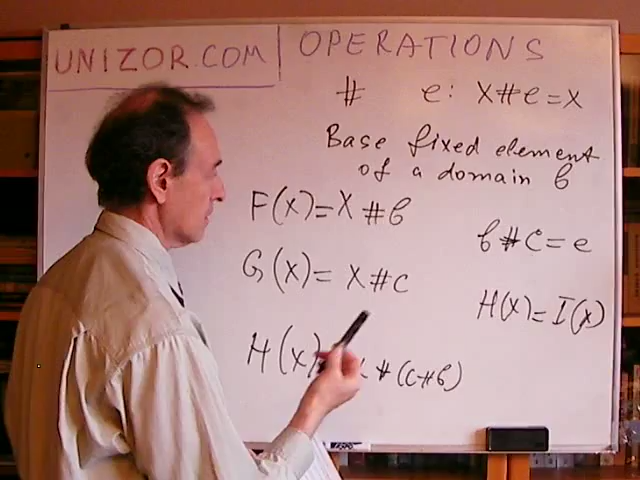 UNIZOR.COM OPERATIONS
# e: X#e=X
Base fixed element
of a domain b
F(X)=X#b
b#c=e
G(X)=X#c
H(X)=I(X)
H(X) #(c#b)